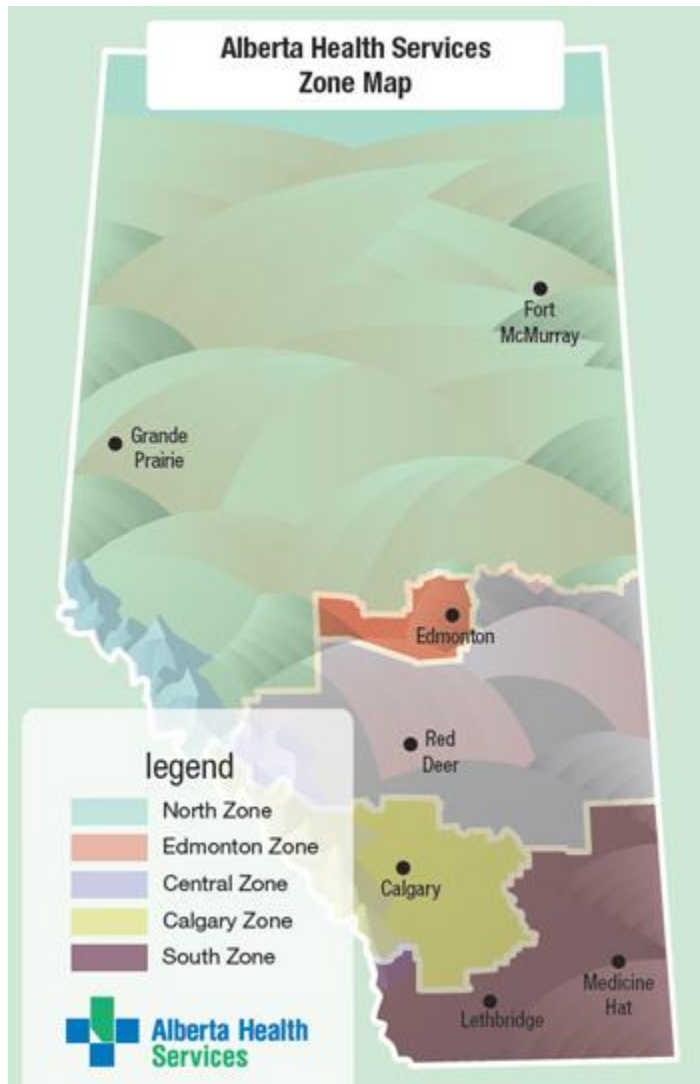 Alberta Health Services
Zone Map
Fort
McMurray
Grande
Prairie
Edmonton
Red
Deer
Calgary
Medicine
Hat
Lethbridge
legend
North Zone
Edmonton Zone
Central Zone
Calgary Zone
South Zone
Alberta Health
Services